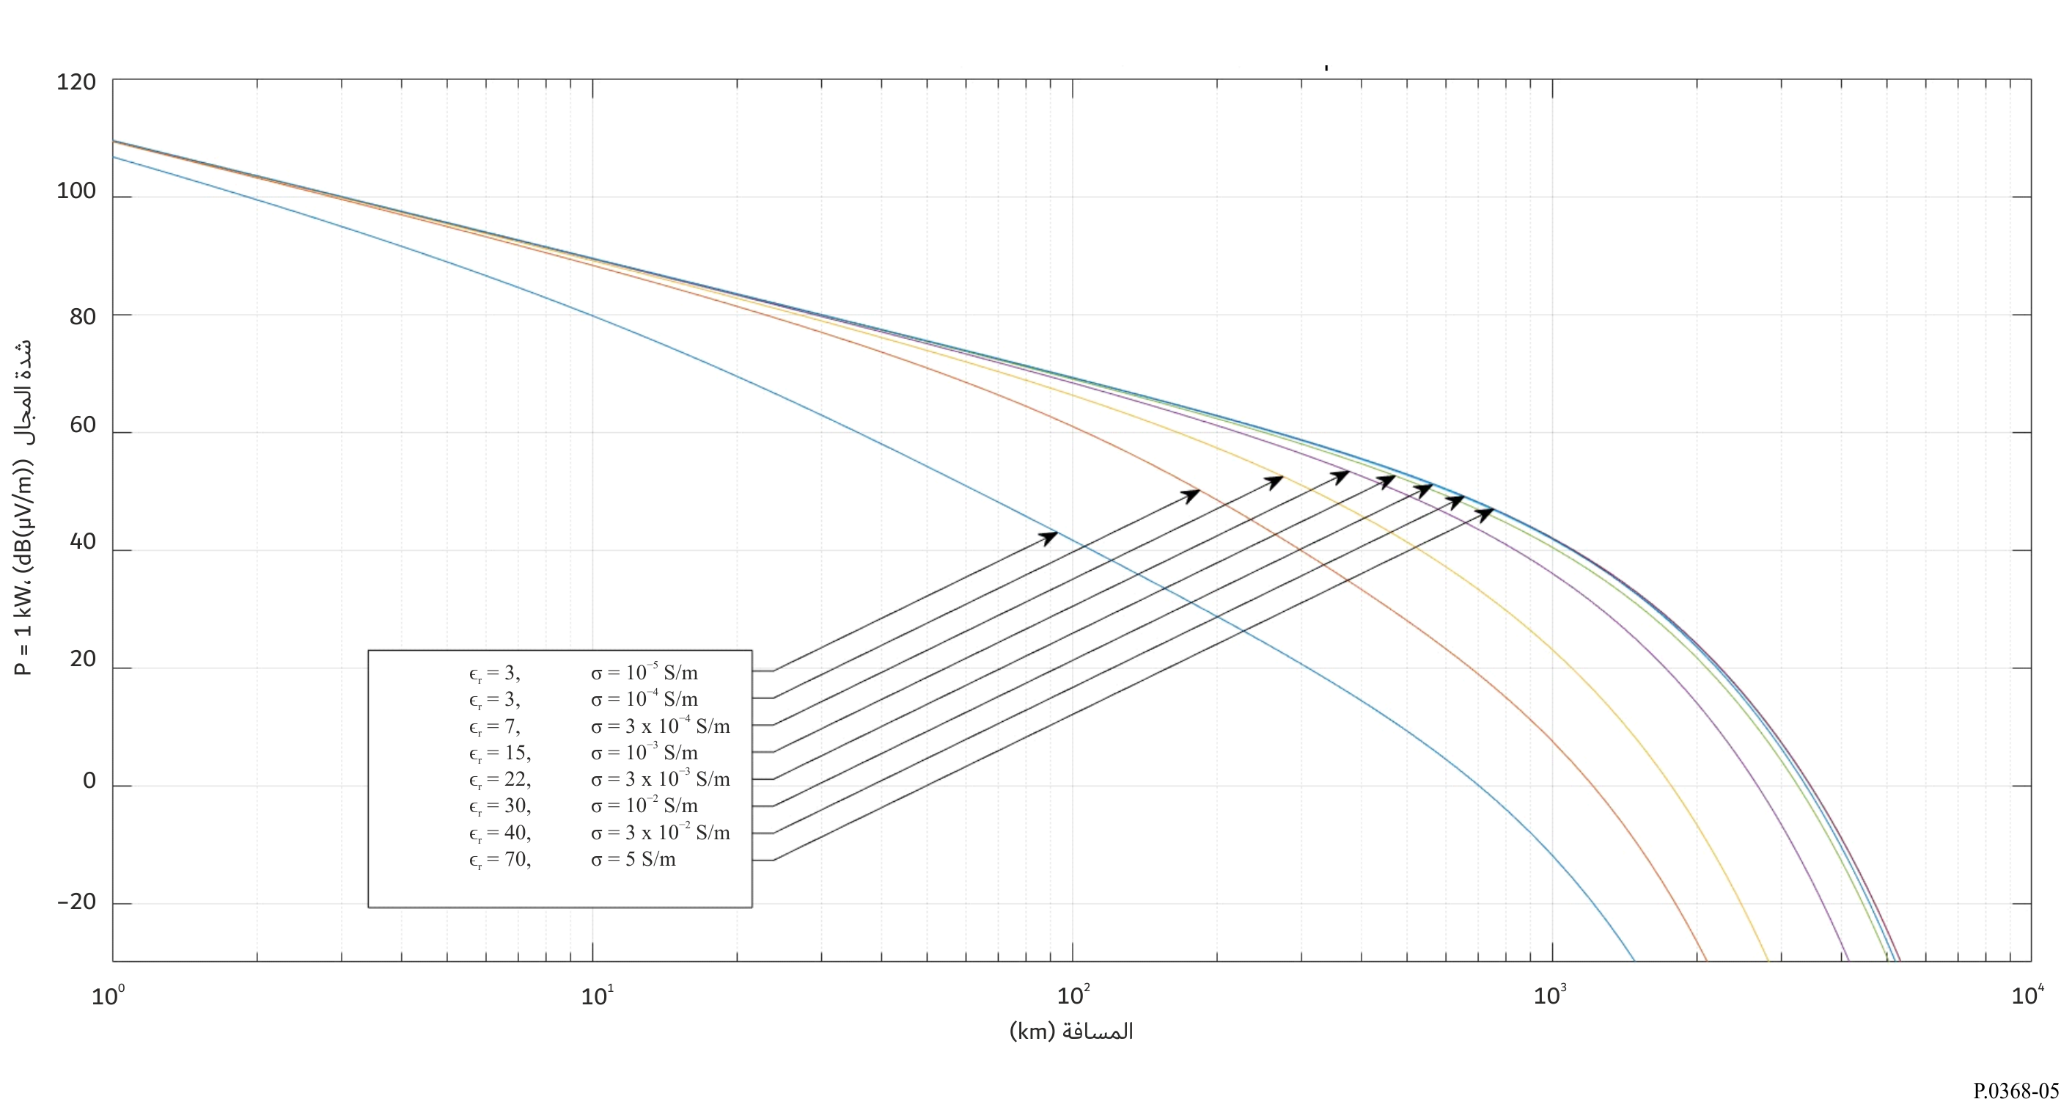 120
100
80
60
40
20
0
−20
شدة المجال P = 1 kW، (dB(μV/m))
ϵᵣ = 3, σ = 10⁻⁵ S/m
ϵᵣ = 3, σ = 10⁻⁴ S/m
ϵᵣ = 7, σ = 3 x 10⁻⁴ S/m
ϵᵣ = 15, σ = 10⁻³ S/m
ϵᵣ = 22, σ = 3 x 10⁻³ S/m
ϵᵣ = 30, σ = 10⁻² S/m
ϵᵣ = 40, σ = 3 x 10⁻² S/m
ϵᵣ = 70, σ = 5 S/m
10⁰ 10¹ 10² 10³ 10⁴
المسافة (km)
P.0368-05